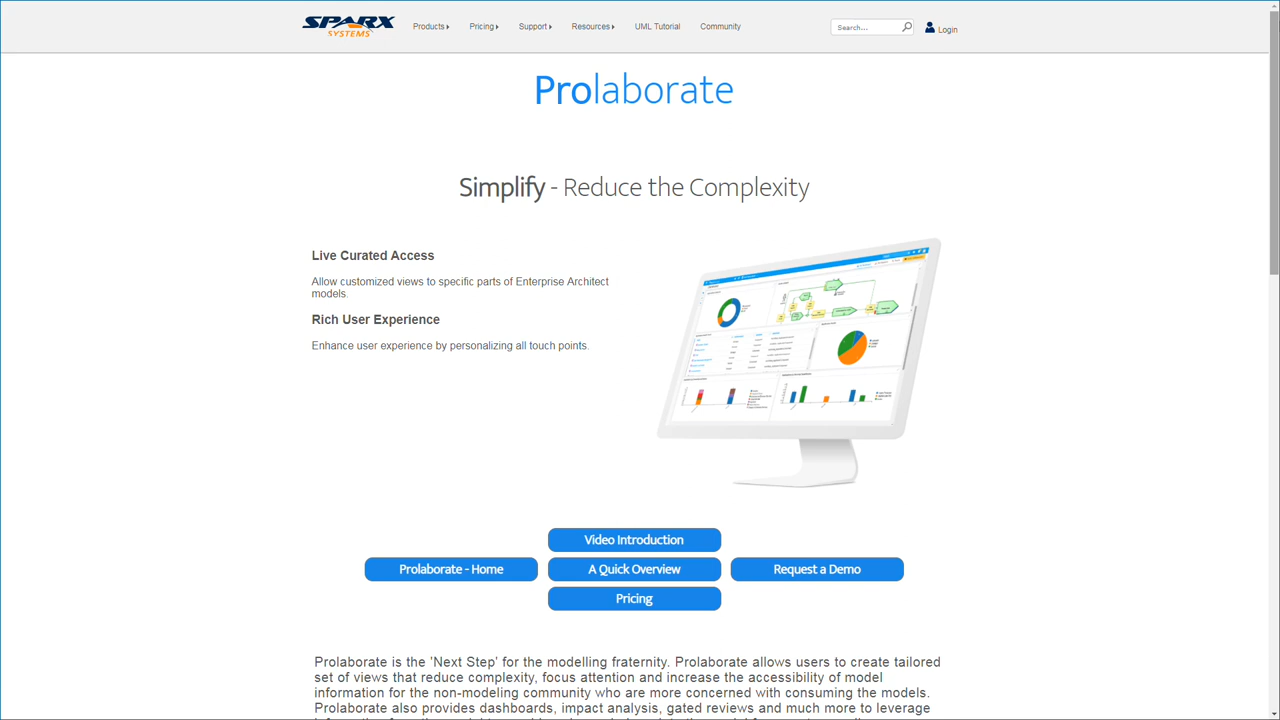 SPARX
SYSTEMS
Products
Pricing
Support
Resources
UML Tutorial
Community
Search...
Login
Prolaborate
Simplify - Reduce the Complexity
Live Curated Access
Allow customized views to specific parts of Enterprise Architect
models.
Rich User Experience
Enhance user experience by personalizing all touch points.
Video Introduction
Prolaborate - Home
A Quick Overview
Request a Demo
Pricing
Prolaborate is the 'Next Step' for the modelling fraternity. Prolaborate allows users to create tailored
set of views that reduce complexity, focus attention and increase the accessibility of model
information for the non-modeling community who are more concerned with consuming the models.
Prolaborate also provides dashboards, impact analysis, gated reviews and much more to leverage